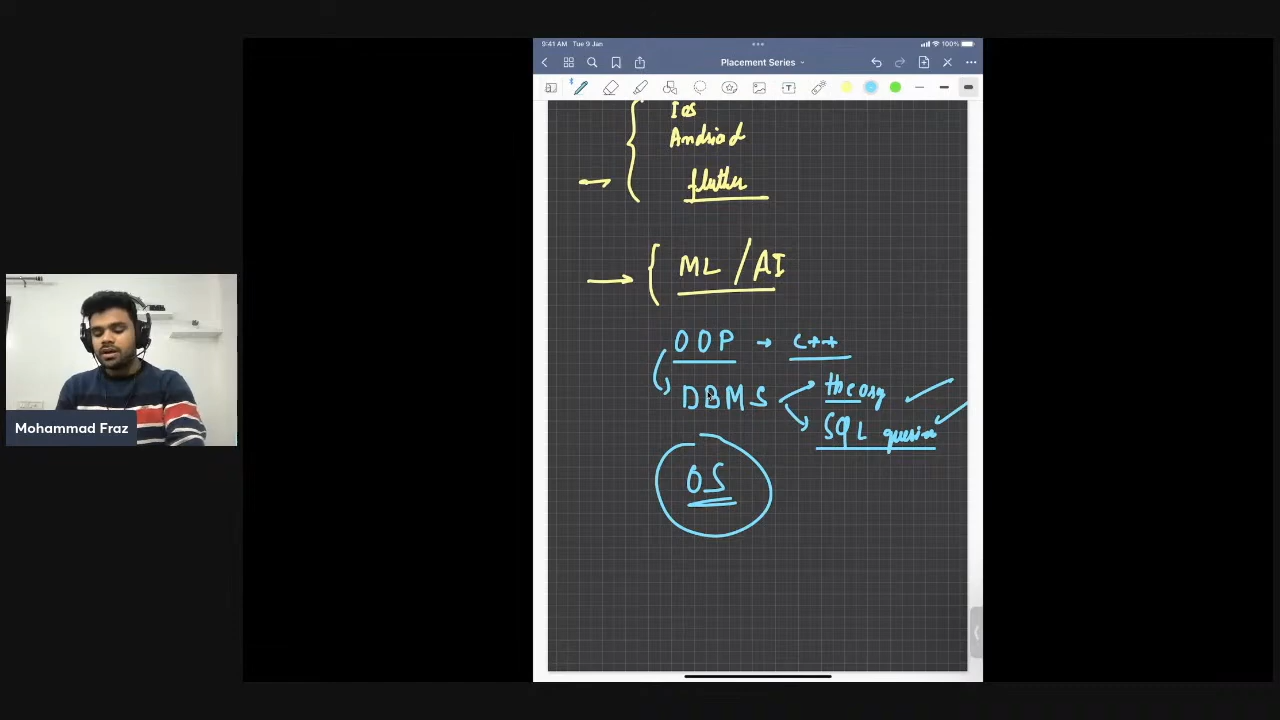 9:41 AM Tue 9 Jan
100%
Placement Series
Ios
Android
flutter
ML / AI
OOP → C++
DBMS
theory
SQL queries
OS
Mohammad Fraz